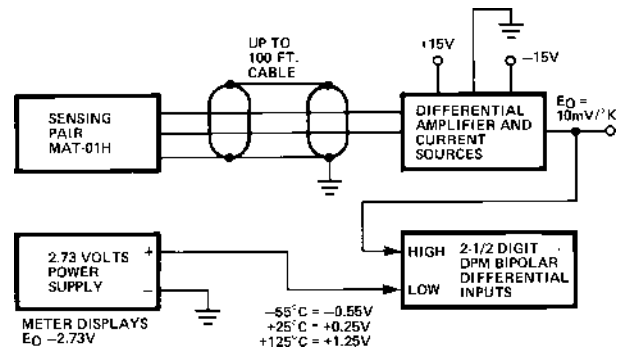 UP TO
100 FT.
CABLE
+15V
−15V
SENSING
PAIR
MAT-01H
DIFFERENTIAL
AMPLIFIER AND
CURRENT
SOURCES
EO =
10mV/°K
2.73 VOLTS
POWER
SUPPLY
+
−
HIGH
LOW
2-1/2 DIGIT
DPM BIPOLAR
DIFFERENTIAL
INPUTS
METER DISPLAYS
EO −2.73V
−55°C = −0.55V
+25°C = +0.25V
+125°C = +1.25V